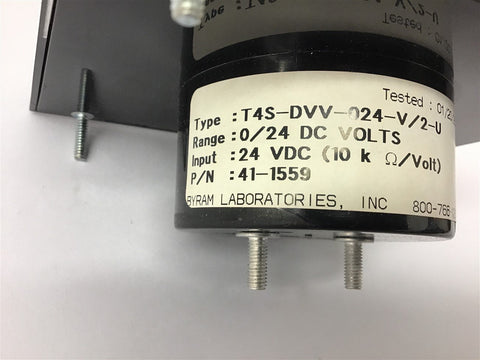 Tested : 01/2
Type : T4S-DVV-024-V/2-U
Range : 0/24 DC VOLTS
Input : 24 VDC (10 k Ω/Volt)
P/N : 41-1559
BYRAM LABORATORIES, INC 800-766-